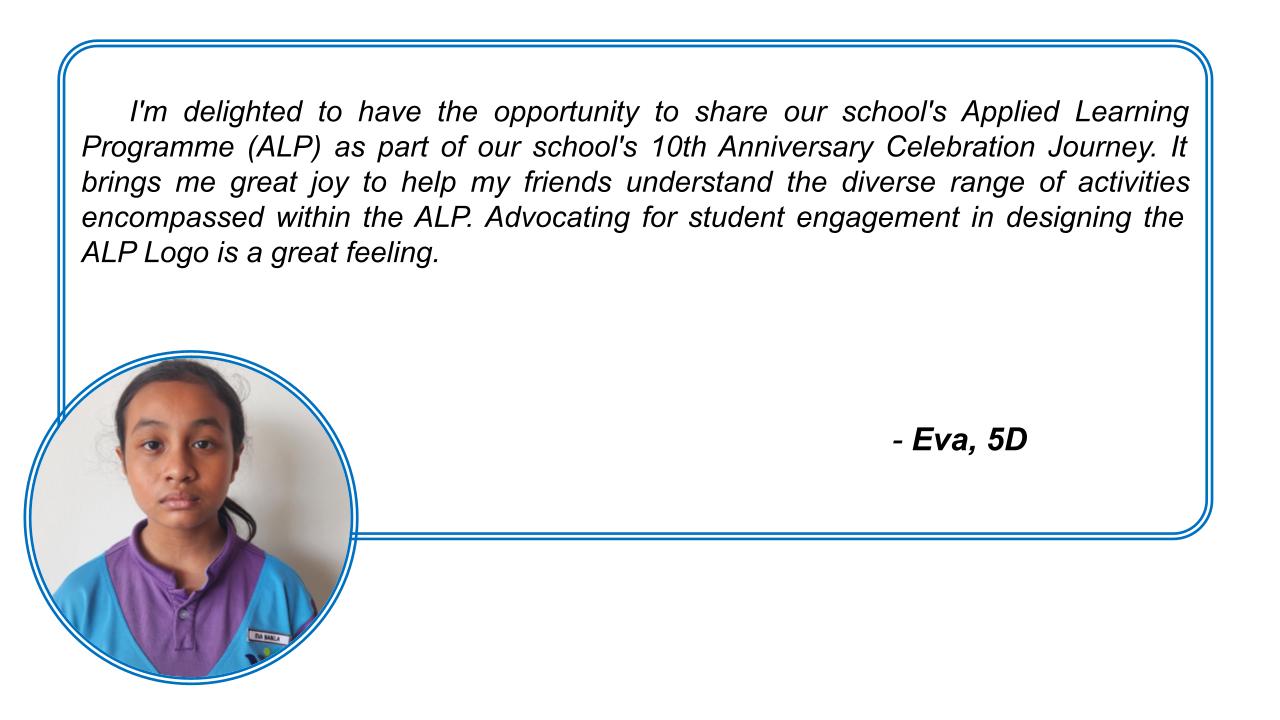 I'm delighted to have the opportunity to share our school's Applied Learning
Programme (ALP) as part of our school's 10th Anniversary Celebration Journey. It
brings me great joy to help my friends understand the diverse range of activities
encompassed within the ALP. Advocating for student engagement in designing the
ALP Logo is a great feeling.
- Eva, 5D
EVA